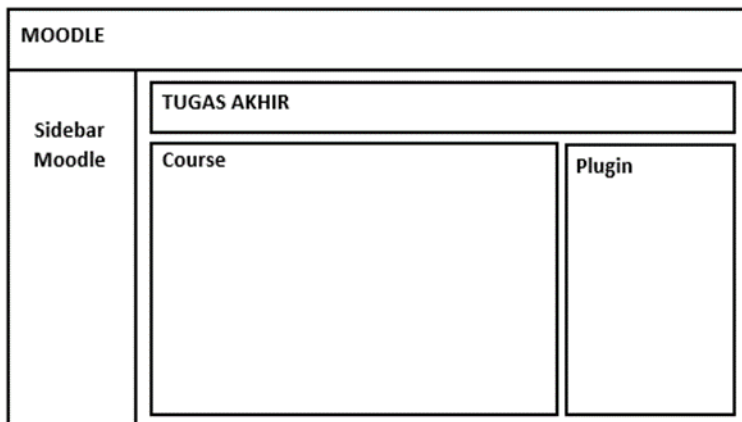 MOODLE
Sidebar
Moodle
TUGAS AKHIR
Course
Plugin